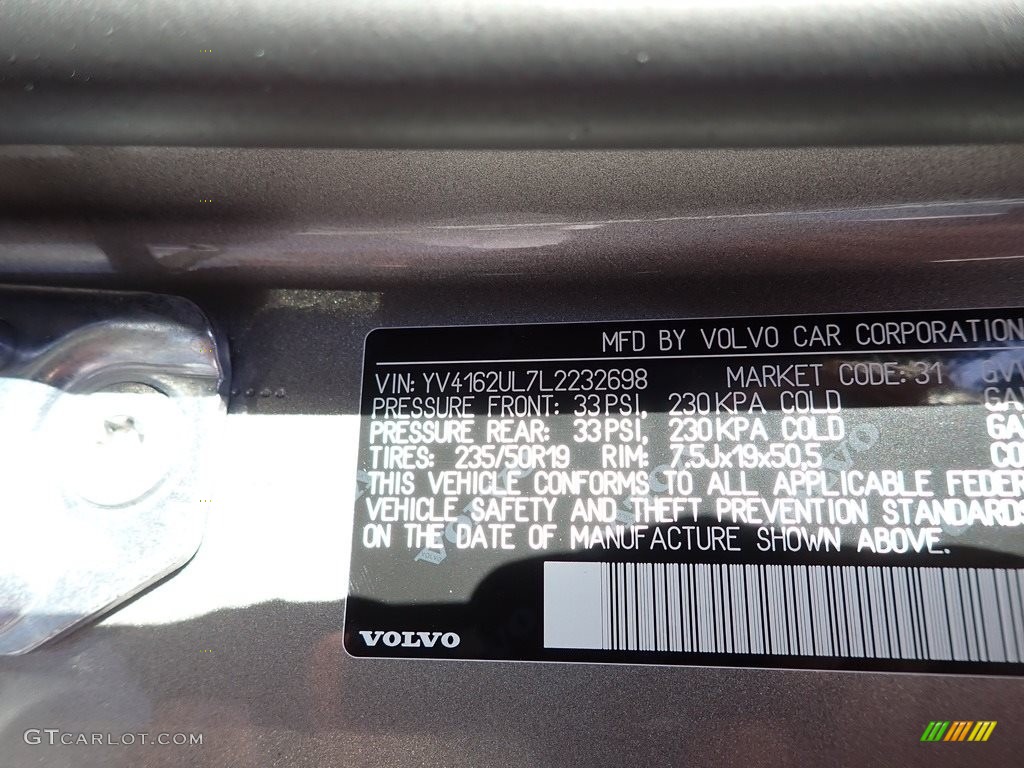 MFD BY VOLVO CAR CORPORATION
VIN: YV4162UL7L2232698 MARKET CODE: 31
PRESSURE FRONT: 33 PSI, 230 KPA COLD
PRESSURE REAR: 33 PSI, 230 KPA COLD
TIRES: 235/50R19 RIM: 7,5Jx19x50,5
THIS VEHICLE CONFORMS TO ALL APPLICABLE FEDER
VEHICLE SAFETY AND THEFT PREVENTION STANDARDS
ON THE DATE OF MANUFACTURE SHOWN ABOVE.
VOLVO
GTCARLOT.COM